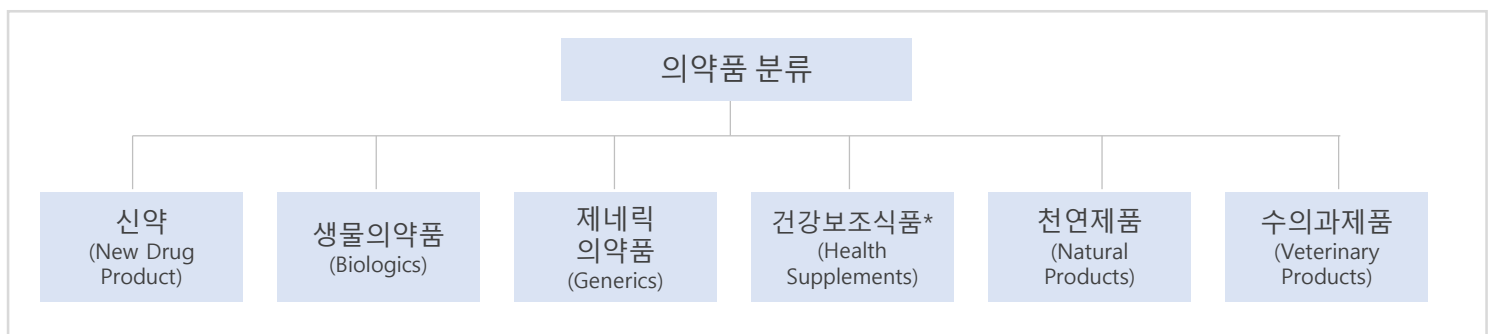 의약품 분류
신약
(New Drug
Product)
생물의약품
(Biologics)
제네릭
의약품
(Generics)
건강보조식품*
(Health
Supplements)
천연제품
(Natural
Products)
수의과제품
(Veterinary
Products)